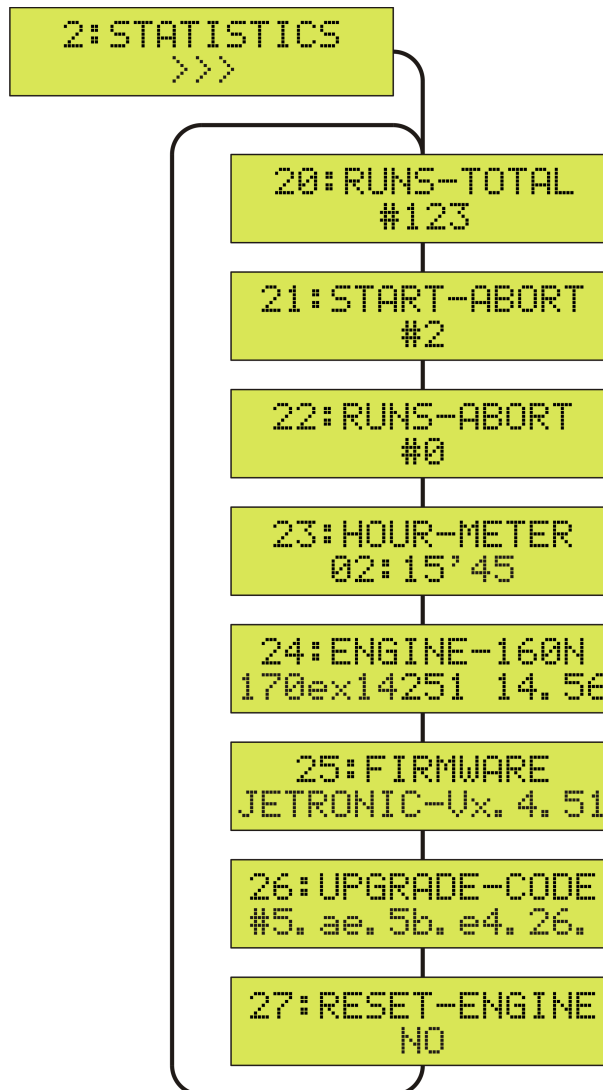 2:STATISTICS
>>>
20:RUNS-TOTAL
#123
21:START-ABORT
#2
22:RUNS-ABORT
#0
23:HOUR-METER
02:15'45
24:ENGINE-160N
170ex14251 14.56
25:FIRMWARE
JETRONIC-Vx.4.51
26:UPGRADE-CODE
#5.ae.5b.e4.26.
27:RESET-ENGINE
NO